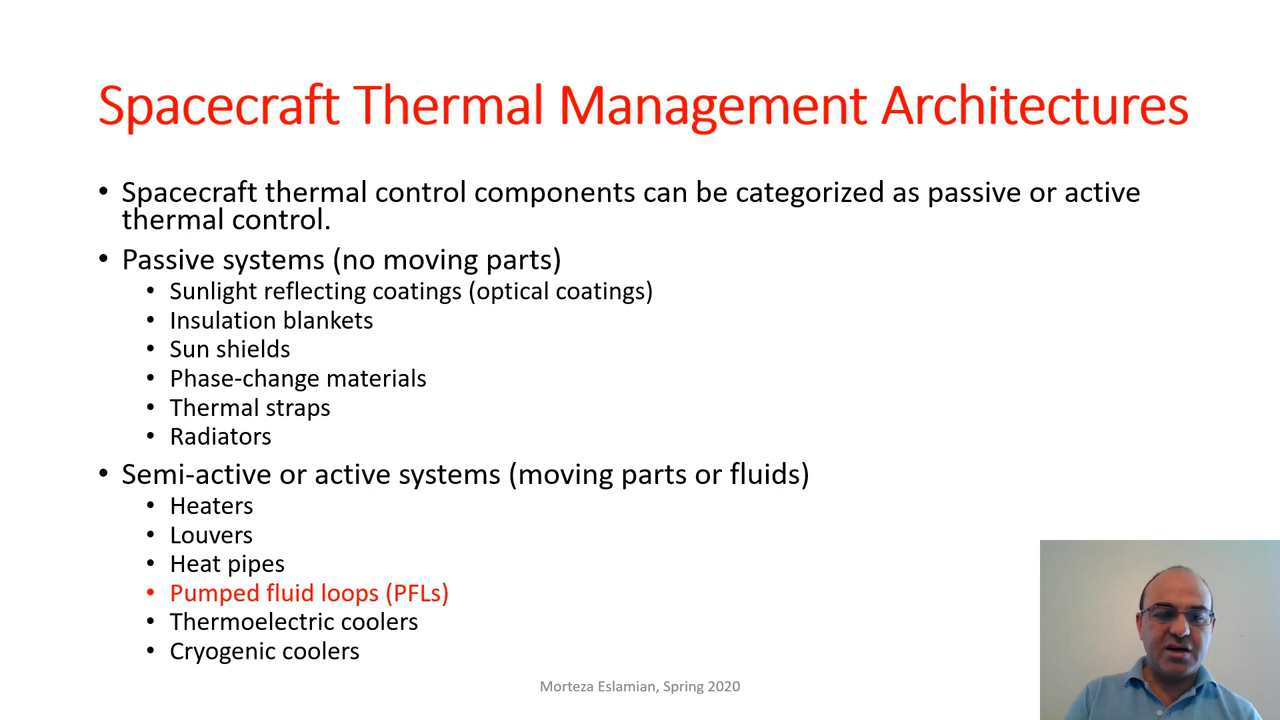 Spacecraft Thermal Management Architectures
• Spacecraft thermal control components can be categorized as passive or active
thermal control.
• Passive systems (no moving parts)
• Sunlight reflecting coatings (optical coatings)
• Insulation blankets
• Sun shields
• Phase-change materials
• Thermal straps
• Radiators
• Semi-active or active systems (moving parts or fluids)
• Heaters
• Louvers
• Heat pipes
• Pumped fluid loops (PFLs)
• Thermoelectric coolers
• Cryogenic coolers
Morteza Eslamian, Spring 2020